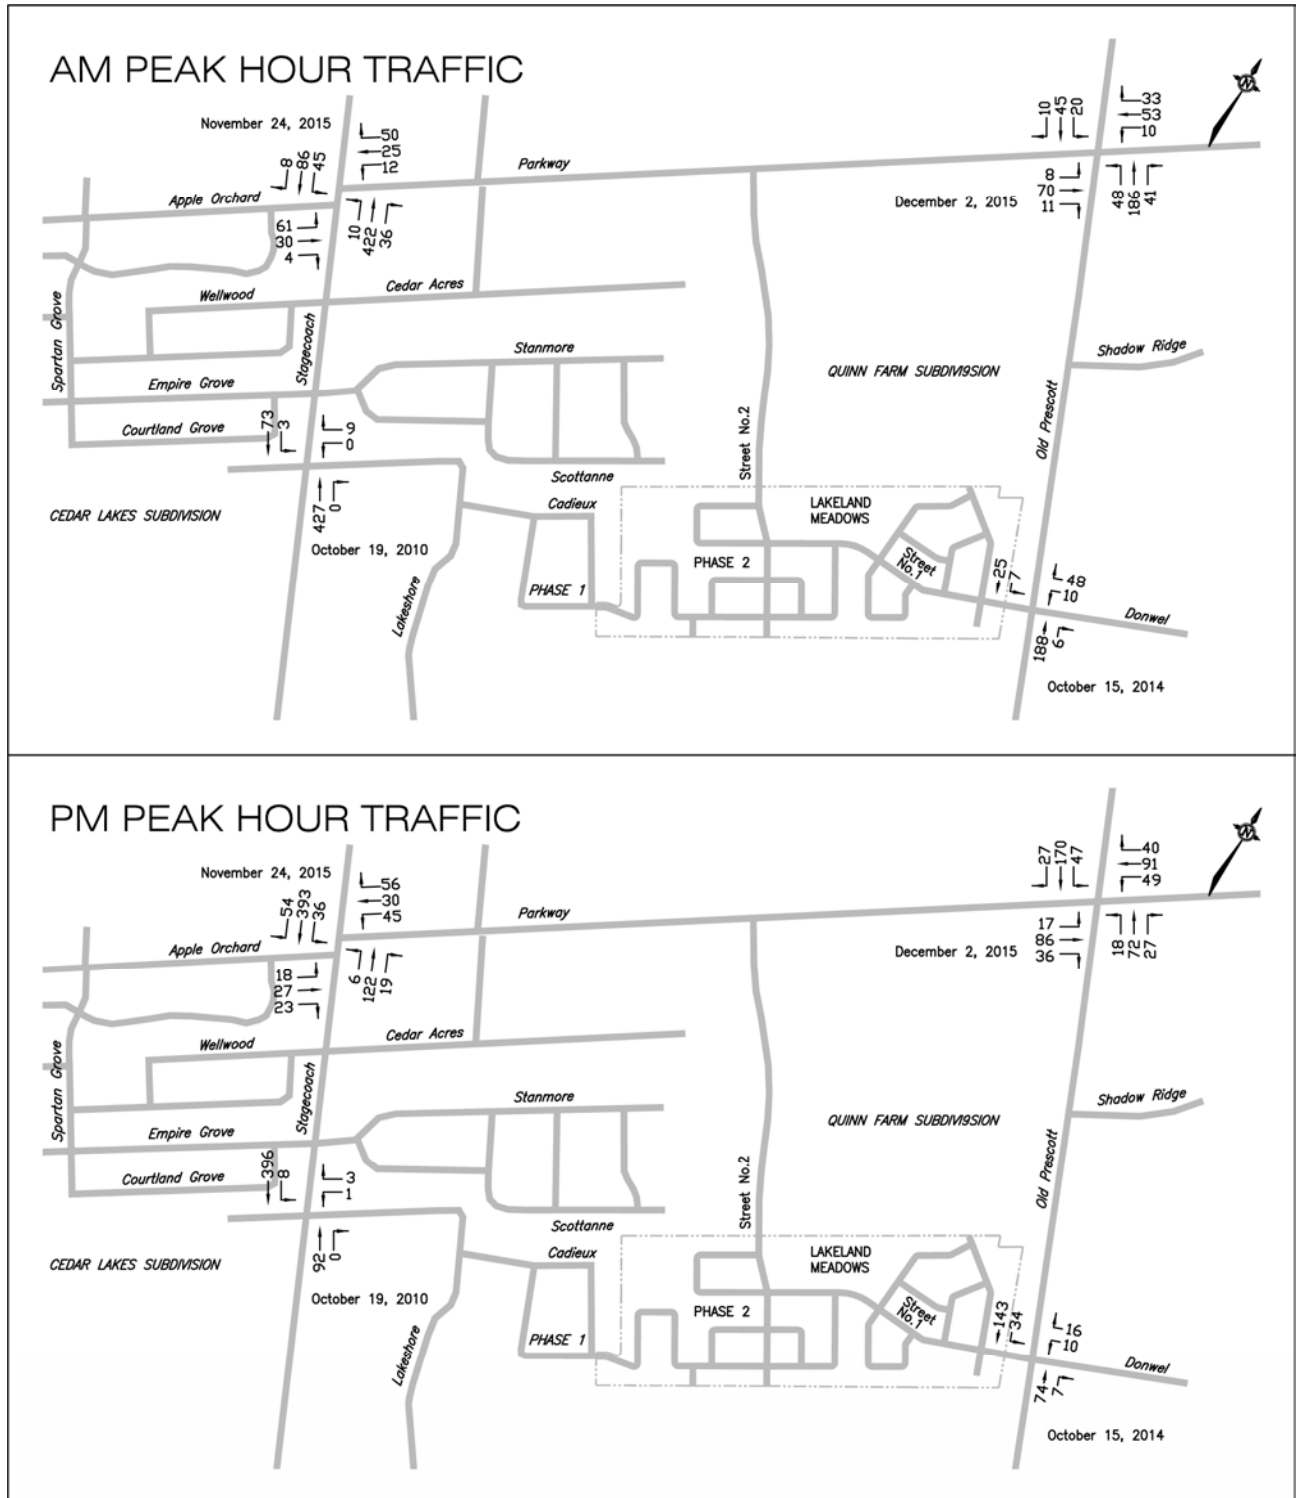 AM PEAK HOUR TRAFFIC
November 24, 2015
8 86 45
50
25
12
10 45 20
33
53
10
Parkway
Apple Orchard
61
30
4
10 422 36
December 2, 2015
8
70
11
48 186 41
N
Wellwood
Cedar Acres
Spartan Grove
Stagecoach
Stanmore
Shadow Ridge
Empire Grove
QUINN FARM SUBDIVI9SION
Courtland Grove
73 3
9
0
Street No.2
Old Prescott
Scottanne
CEDAR LAKES SUBDIVISION
427 0
Cadieux
LAKELAND
MEADOWS
October 19, 2010
PHASE 2
Street
No.1
PHASE 1
Lakeshore
25 7
48
10
Donwel
188 6
October 15, 2014
PM PEAK HOUR TRAFFIC
November 24, 2015
54 393 36
56
30
45
27 170 47
40
91
49
Parkway
Apple Orchard
18
27
23
6 122 19
December 2, 2015
17
86
36
18 72 27
N
Wellwood
Cedar Acres
Spartan Grove
Stagecoach
Stanmore
Shadow Ridge
Empire Grove
QUINN FARM SUBDIVI9SION
Courtland Grove
396 8
3
1
Street No.2
Old Prescott
Scottanne
CEDAR LAKES SUBDIVISION
92 0
Cadieux
LAKELAND
MEADOWS
October 19, 2010
PHASE 2
Street
No.1
PHASE 1
Lakeshore
143 34
16
10
Donwel
74 7
October 15, 2014